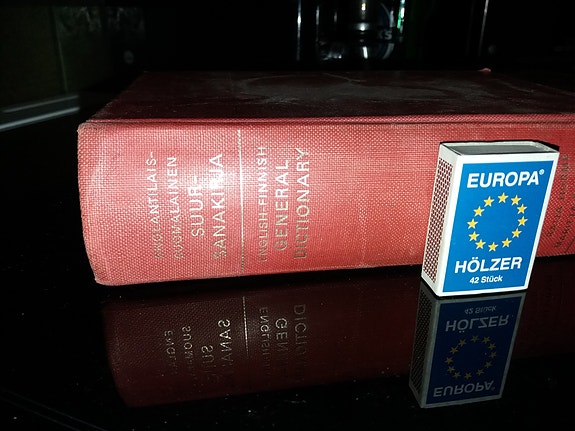 ENGLANTILAIS-
SUOMALAINEN
SUUR-
SANAKIRJA
ENGLISH-FINNISH
GENERAL
DICTIONARY
EUROPA®
HÖLZER
42 Stück